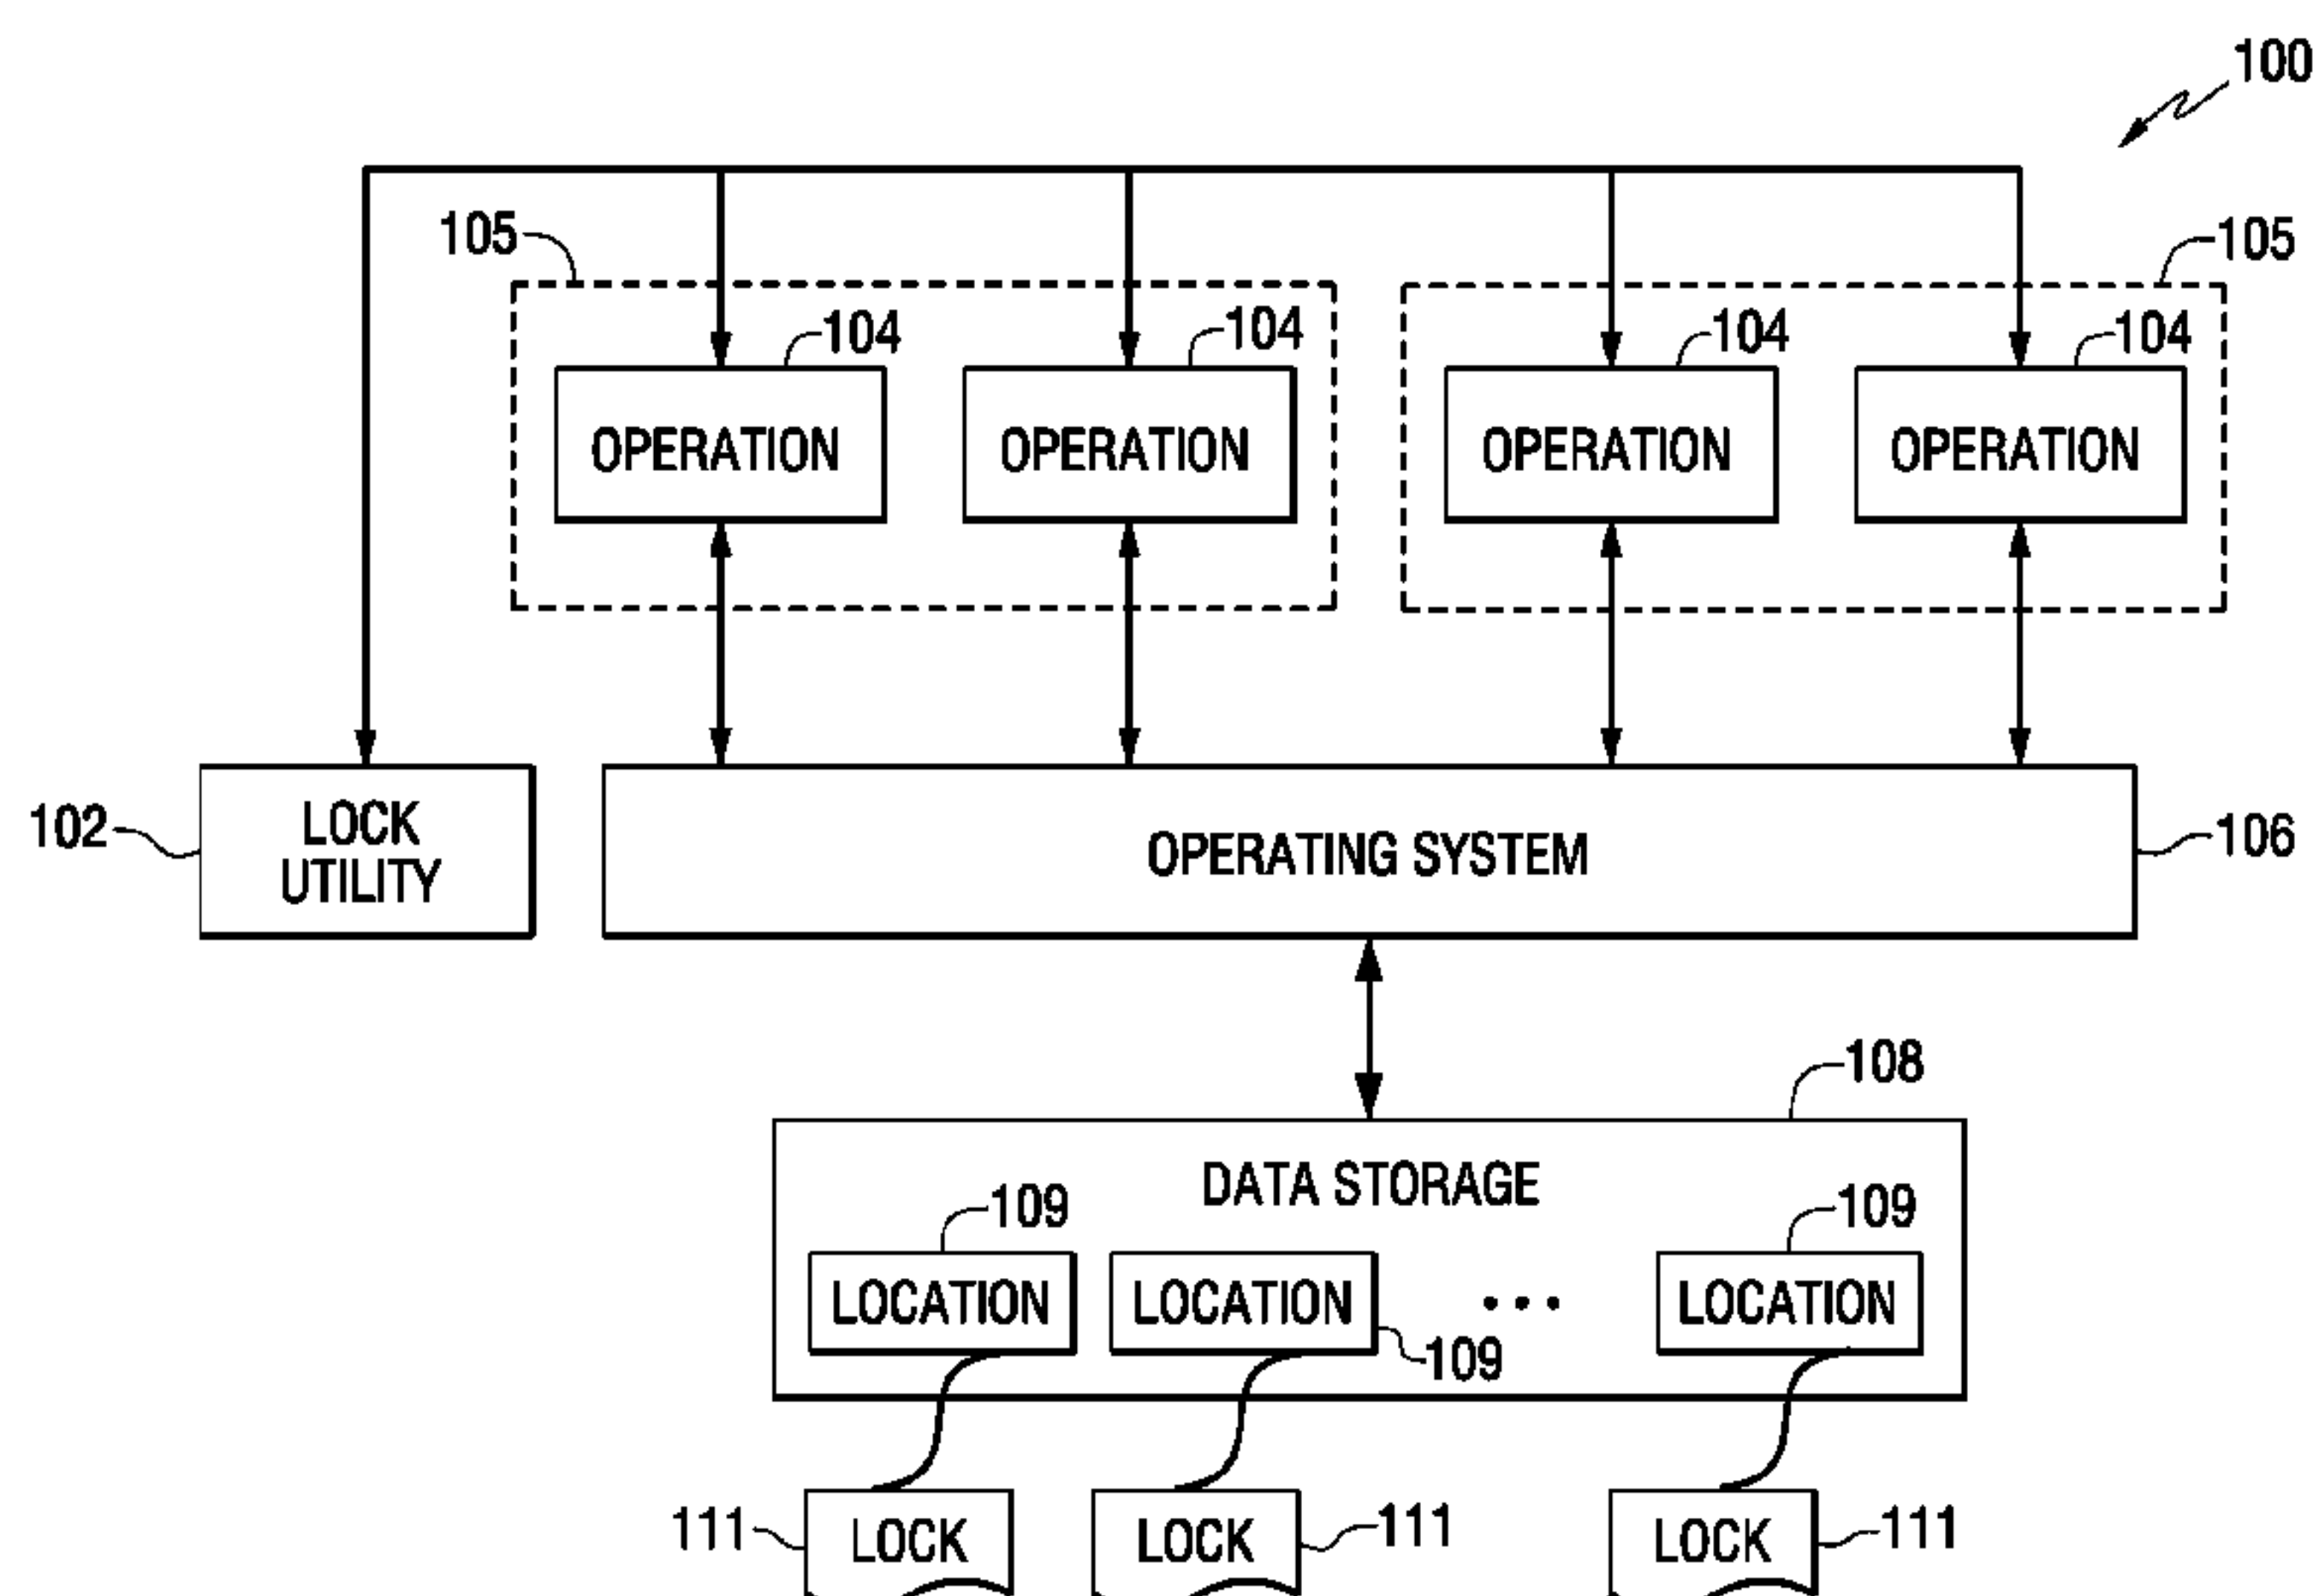 100
105
105
104
104
104
104
OPERATION
OPERATION
OPERATION
OPERATION
102
LOCK
UTILITY
OPERATING SYSTEM
106
108
DATA STORAGE
109
109
LOCATION
LOCATION
• • •
LOCATION
109
111
LOCK
LOCK
111
LOCK
111